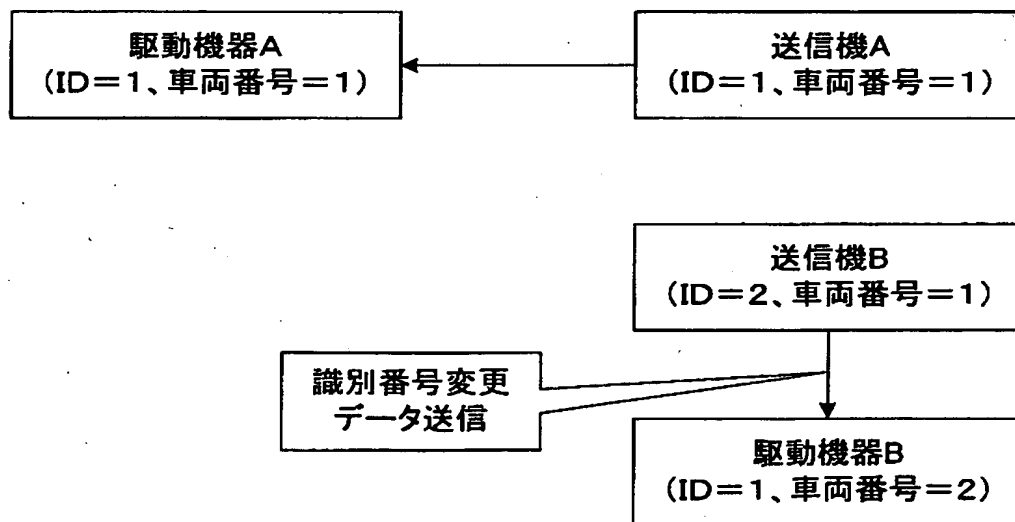 駆動機器A
(ID=1、車両番号=1)
送信機A
(ID=1、車両番号=1)
送信機B
(ID=2、車両番号=1)
識別番号変更
データ送信
駆動機器B
(ID=1、車両番号=2)